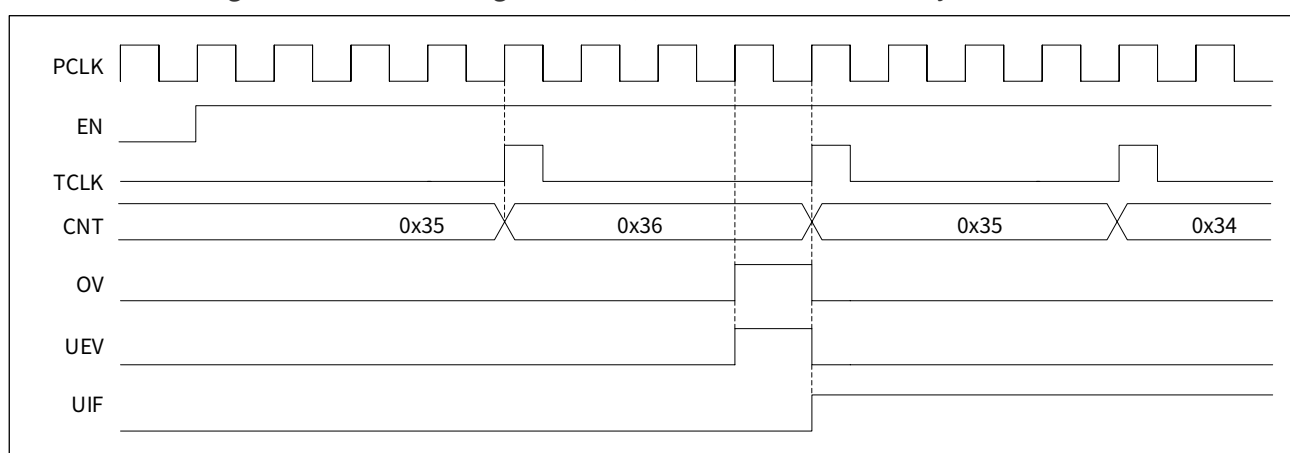 PCLK
EN
TCLK
CNT 0x35 0x36 0x35 0x34
OV
UEV
UIF